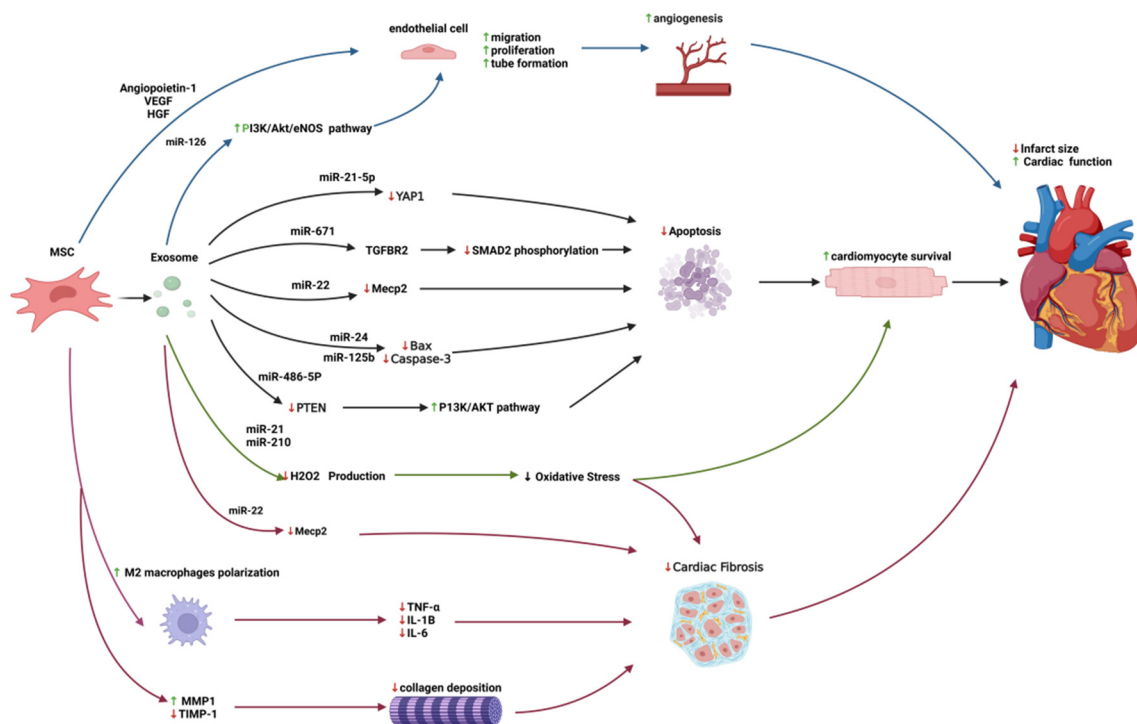 endothelial cell
↑migration
↑proliferation
↑tube formation
↑angiogenesis
Angiopoietin-1
VEGF
HGF
miR-126
↑PI3K/Akt/eNOS pathway
↓Infarct size
↑ Cardiac function
miR-21-5p
↓YAP1
miR-671
TGFBR2
↓SMAD2 phosphorylation
↓Apoptosis
MSC
Exosome
↑cardiomyocyte survival
miR-22
↓Mecp2
miR-24
miR-125b
↓Bax
↓Caspase-3
miR-486-5P
↓PTEN
↑P13K/AKT pathway
miR-21
miR-210
↓H2O2 Production
↓ Oxidative Stress
miR-22
↓Mecp2
↓Cardiac Fibrosis
↑ M2 macrophages polarization
↓TNF-α
↓IL-1B
↓IL-6
↑ MMP1
↓TIMP-1
↓collagen deposition